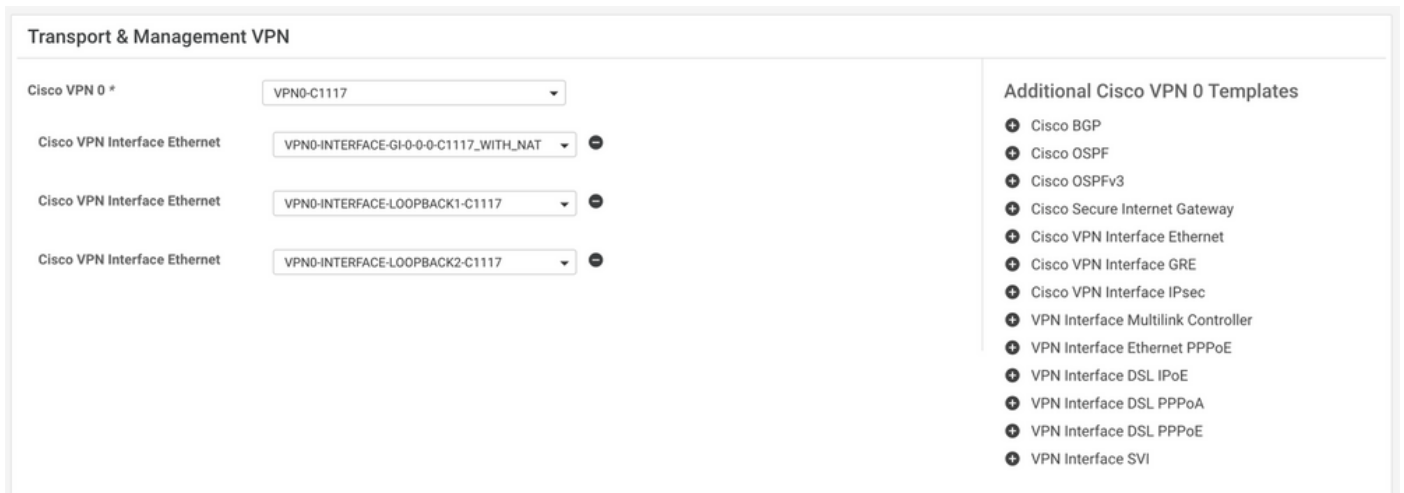 Transport & Management VPN
Cisco VPN 0 *
VPN0-C1117
Cisco VPN Interface Ethernet
VPN0-INTERFACE-GI-0-0-0-C1117_WITH_NAT
Cisco VPN Interface Ethernet
VPN0-INTERFACE-LOOPBACK1-C1117
Cisco VPN Interface Ethernet
VPN0-INTERFACE-LOOPBACK2-C1117
Additional Cisco VPN 0 Templates
Cisco BGP
Cisco OSPF
Cisco OSPFv3
Cisco Secure Internet Gateway
Cisco VPN Interface Ethernet
Cisco VPN Interface GRE
Cisco VPN Interface IPsec
VPN Interface Multilink Controller
VPN Interface Ethernet PPPoE
VPN Interface DSL IPoE
VPN Interface DSL PPPoA
VPN Interface DSL PPPoE
VPN Interface SVI